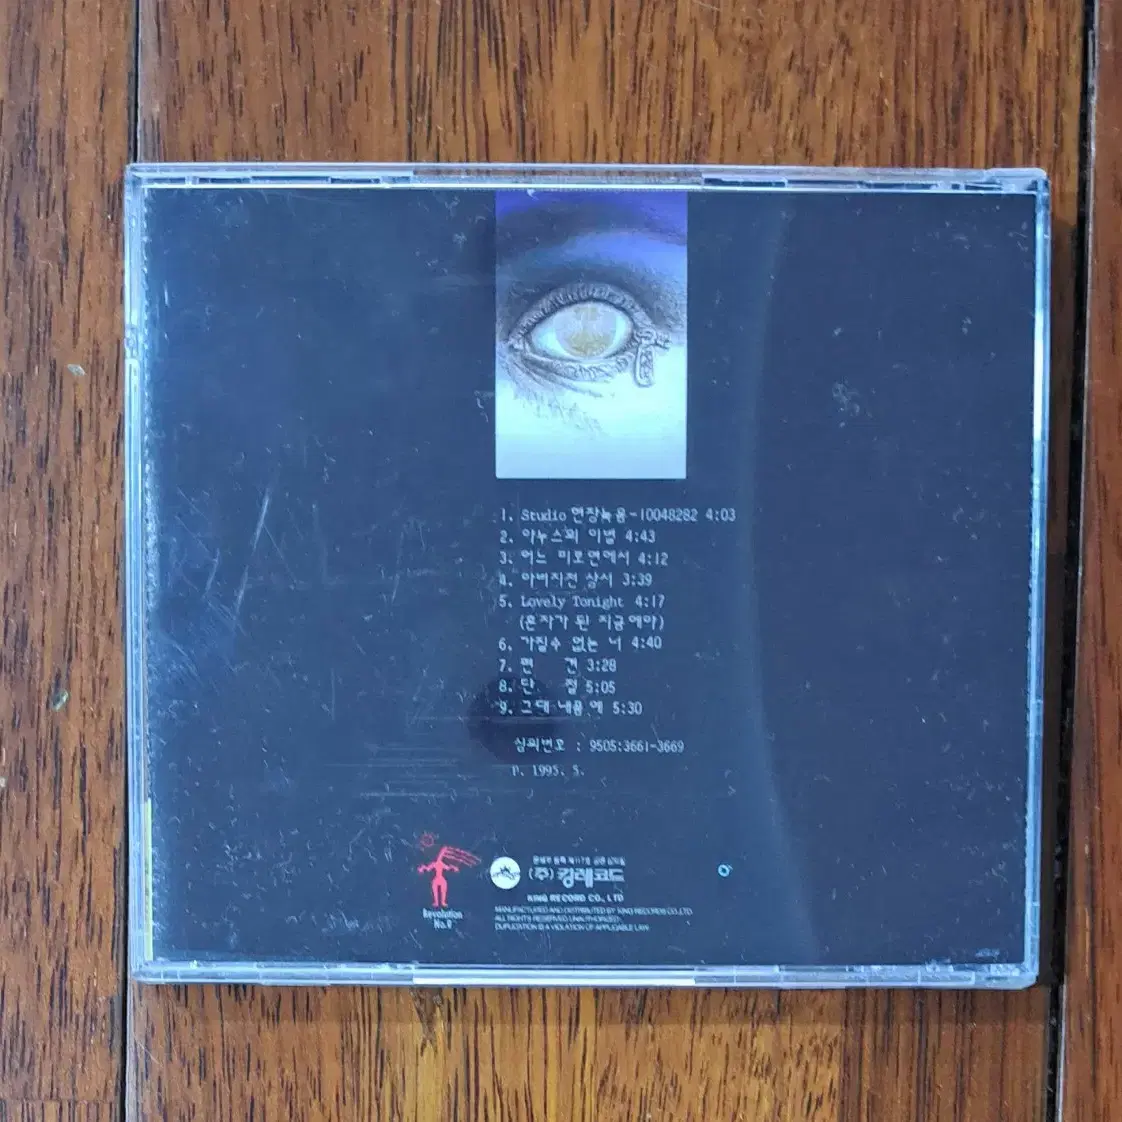 1. Studio 현장녹음-10048282 4:03
2. 야누스의 이별 4:43
3. 어느 미로연에서 4:12
4. 아버지전 상서 3:39
5. Lovely Tonight 4:17
(혼자가 된 지금에야)
6. 가질수 없는 너 4:40
7. 편 견 3:28
8. 단 절 5:05
9. 그대 내품에 5:30
심의번호 : 9505:3661-3669
P. 1995. 5.
Revolution
No.9
(주)킹레코드
KING RECORD CO., LTD
MANUFACTURED AND DISTRIBUTED BY KING RECORDS CO.,LTD
ALL RIGHTS RESERVED UNAUTHORIZED
DUPLICATION IS A VIOLATION OF APPLICABLE LAW